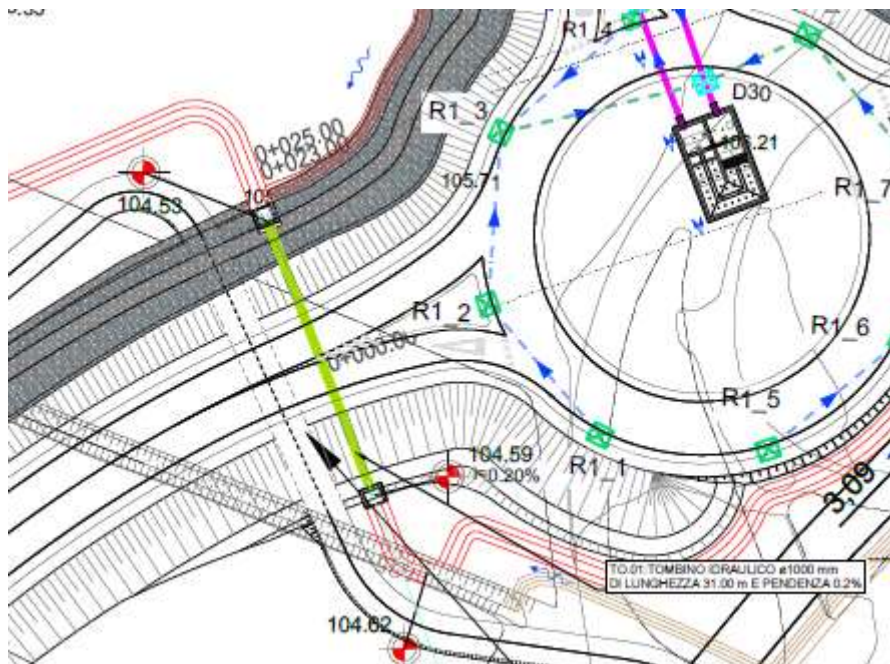 R1_4
D30
R1_3
0+025.00
0+023.00
105.71
106.21
104.53
R1_7
R1_2
0+000.00
R1_6
R1_5
104.59
i=0.20%
R1_1
3,09
TO.01 TOMBINO IDRAULICO ø1000 mm
DI LUNGHEZZA 31.00 m E PENDENZA 0.2%
104.62